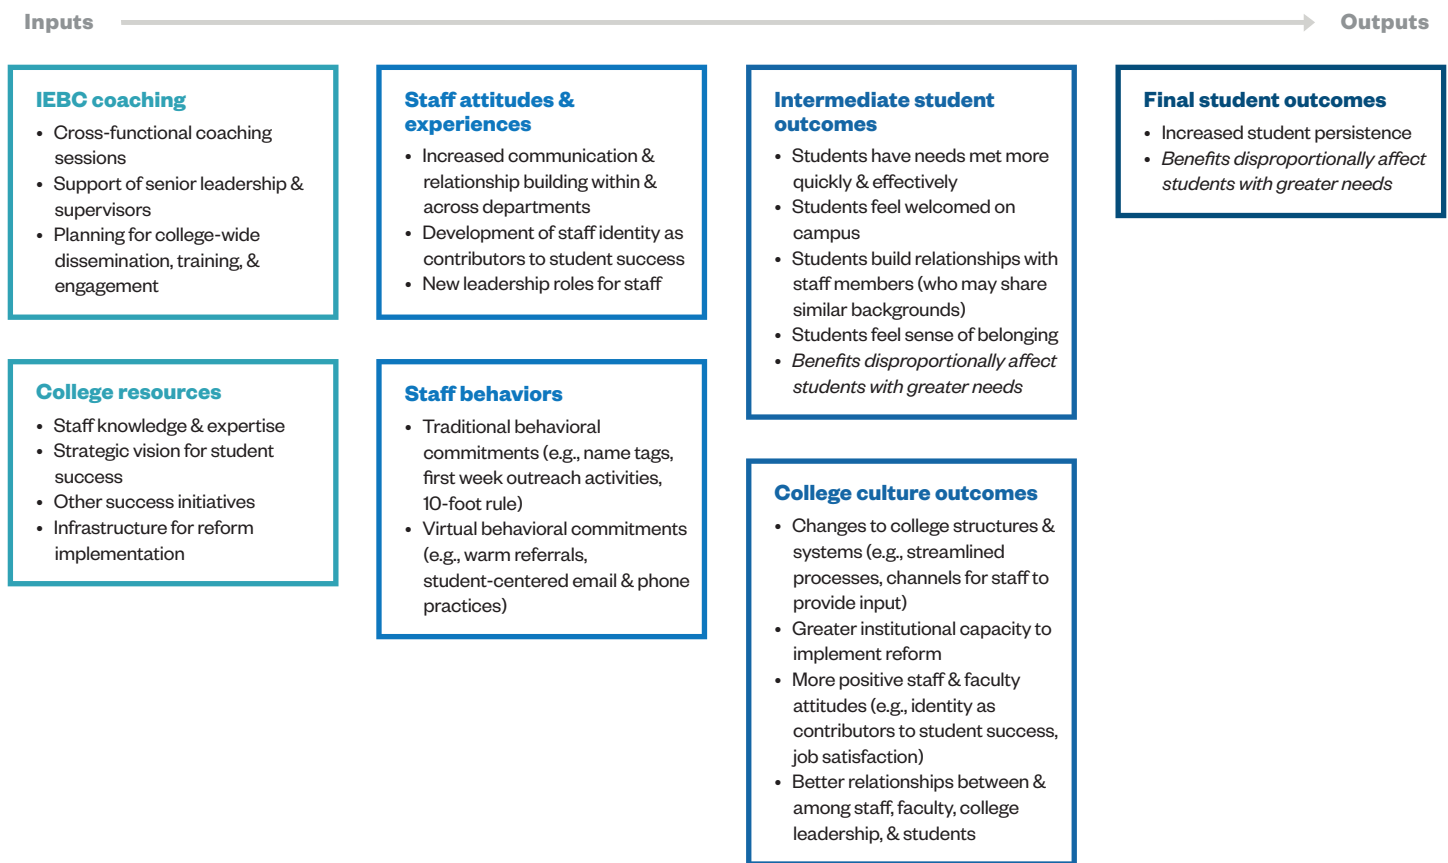 Inputs
Outputs
IEBC coaching
• Cross-functional coaching
sessions
• Support of senior leadership &
supervisors
• Planning for college-wide
dissemination, training, &
engagement
College resources
• Staff knowledge & expertise
• Strategic vision for student
success
• Other success initiatives
• Infrastructure for reform
implementation
Staff attitudes &
experiences
• Increased communication &
relationship building within &
across departments
• Development of staff identity as
contributors to student success
• New leadership roles for staff
Staff behaviors
• Traditional behavioral
commitments (e.g., name tags,
first week outreach activities,
10-foot rule)
• Virtual behavioral commitments
(e.g., warm referrals,
student-centered email & phone
practices)
Intermediate student
outcomes
• Students have needs met more
quickly & effectively
• Students feel welcomed on
campus
• Students build relationships with
staff members (who may share
similar backgrounds)
• Students feel sense of belonging
• Benefits disproportionally affect
students with greater needs
College culture outcomes
• Changes to college structures &
systems (e.g., streamlined
processes, channels for staff to
provide input)
• Greater institutional capacity to
implement reform
• More positive staff & faculty
attitudes (e.g., identity as
contributors to student success,
job satisfaction)
• Better relationships between &
among staff, faculty, college
leadership, & students
Final student outcomes
• Increased student persistence
• Benefits disproportionally affect
students with greater needs